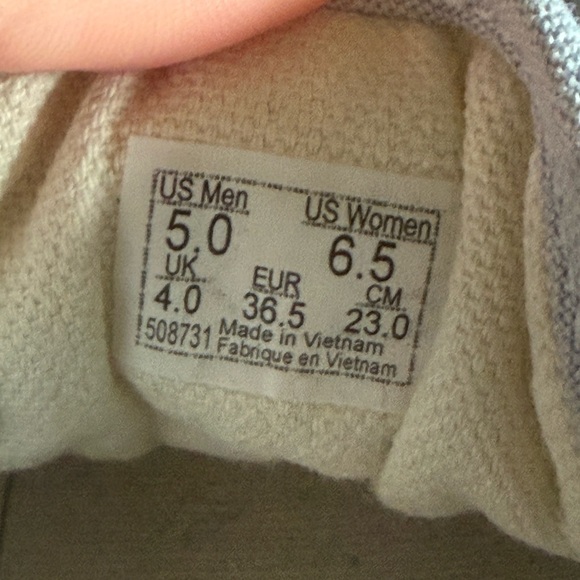 US Men US Women
5.0 6.5
UK EUR CM
4.0 36.5 23.0
508731 Made in Vietnam
Fabrique en Vietnam